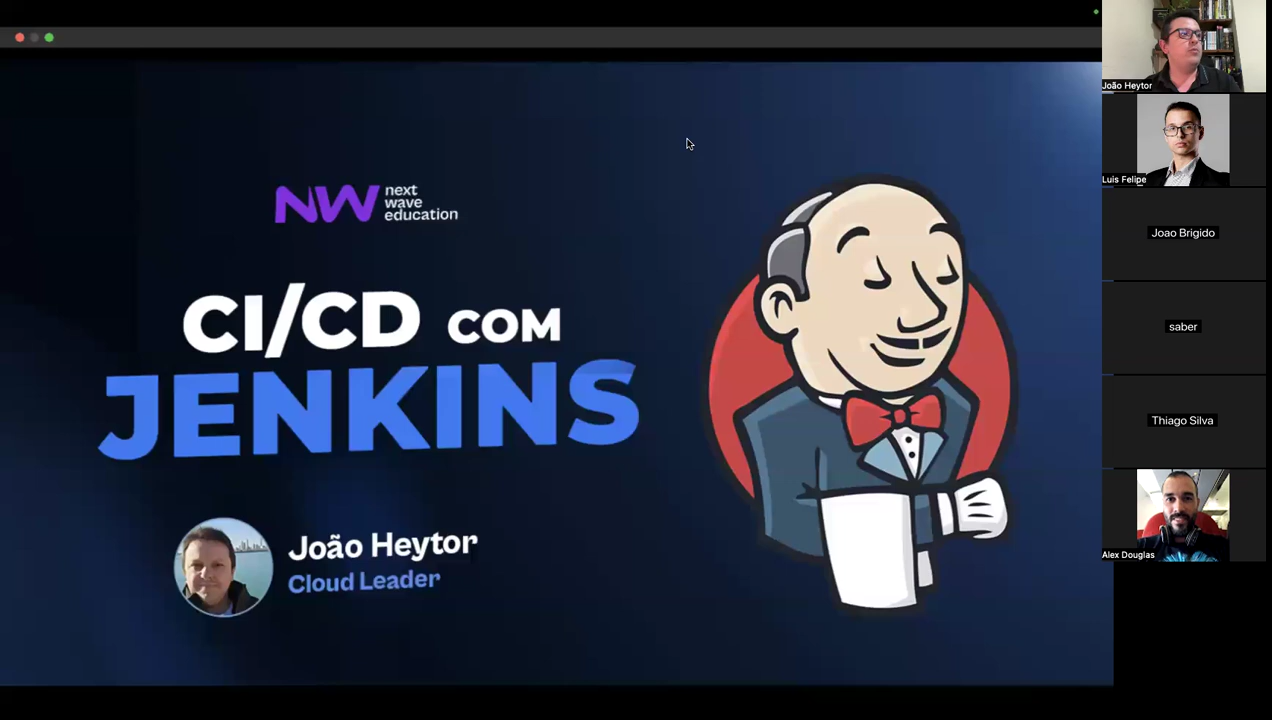 NW next
wave
education
CI/CD COM
JENKINS
João Heytor
Cloud Leader
João Heytor
Luis Felipe
Joao Brigido
saber
Thiago Silva
Alex Douglas